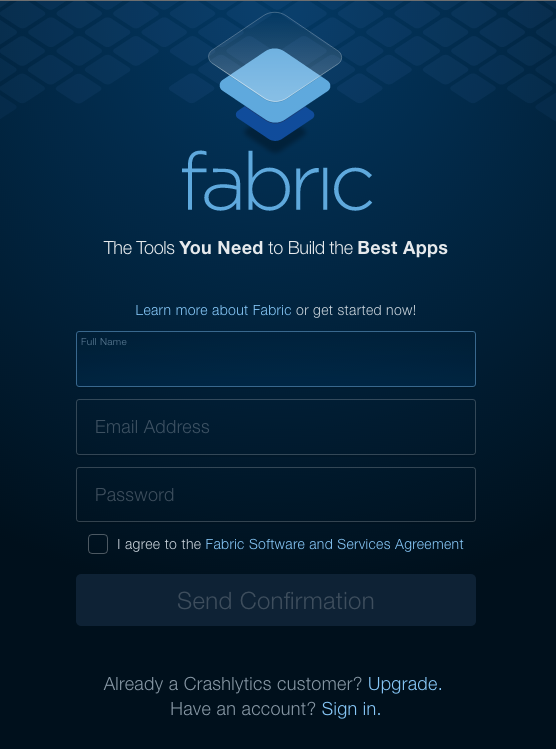 fabric
The Tools You Need to Build the Best Apps
Learn more about Fabric or get started now!
Full Name
Email Address
Password
I agree to the Fabric Software and Services Agreement
Send Confirmation
Already a Crashlytics customer? Upgrade.
Have an account? Sign in.